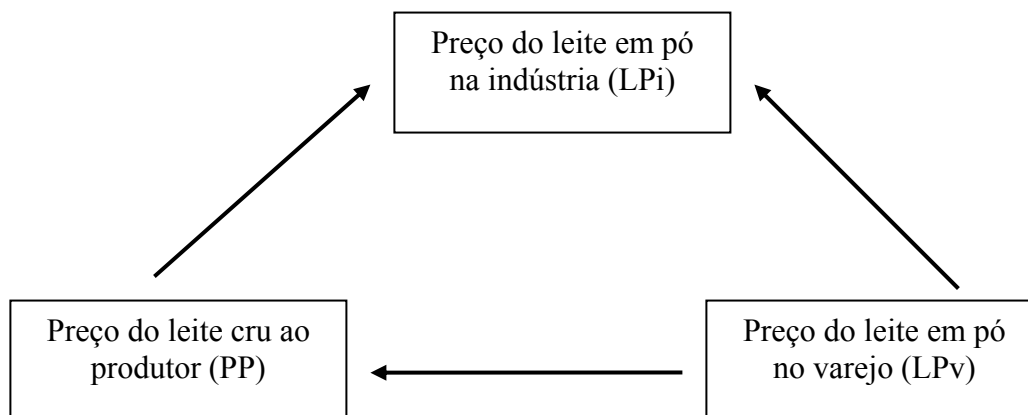 Preço do leite em pó
na indústria (LPi)
Preço do leite cru ao
produtor (PP)
Preço do leite em pó
no varejo (LPv)